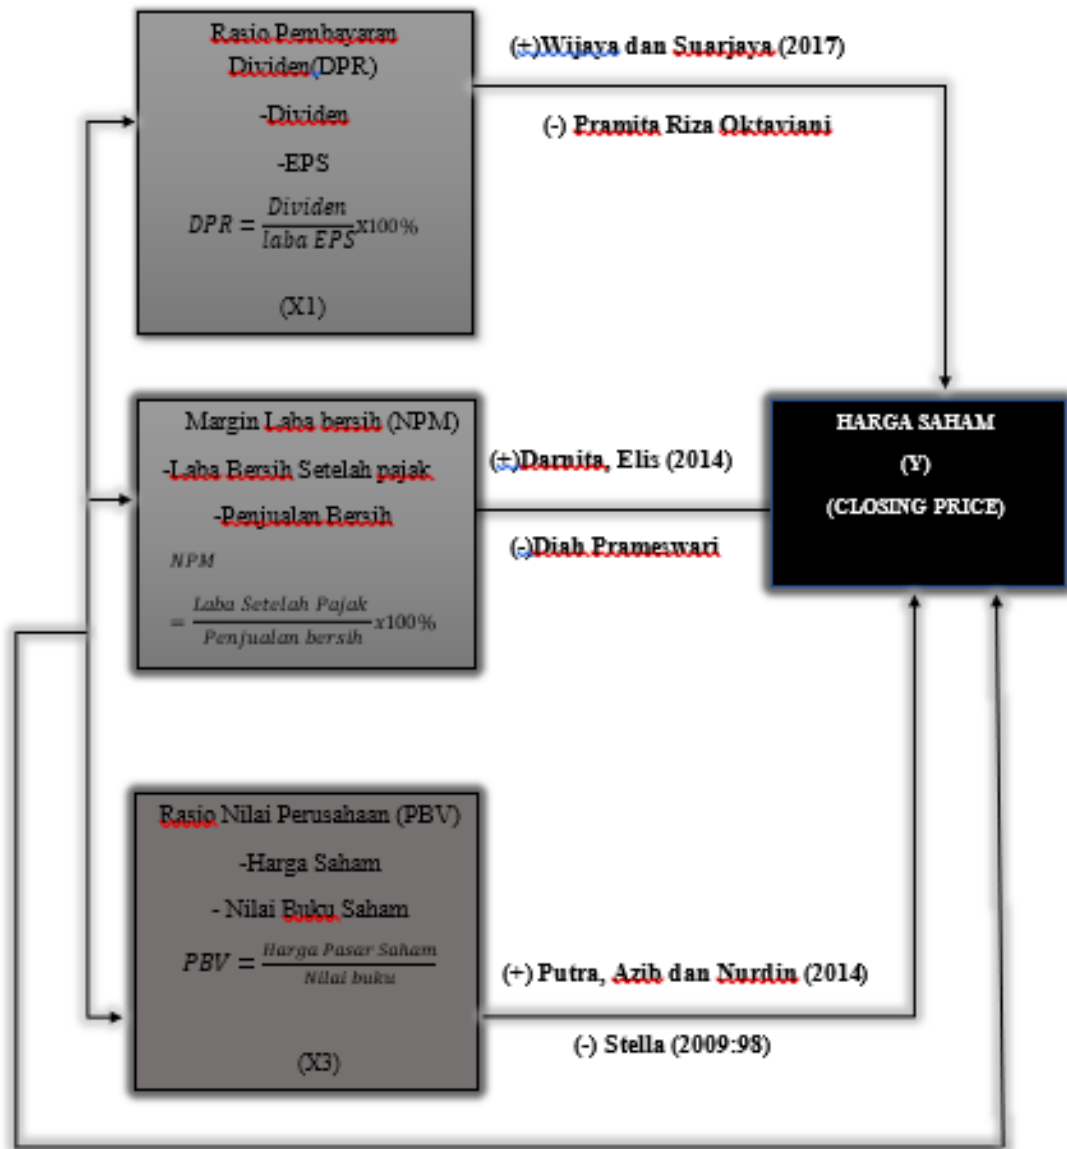 Rasio Pembayaran
Dividen(DPR)
-Dividen
-EPS
DPR = Dividen / laba EPS x100%
(X1)
(+)Wijaya dan Suarjaya (2017)
(-) Pramita Riza Oktaviani
Margin Laba bersih (NPM)
-Laba Bersih Setelah pajak
-Penjualan Bersih
NPM
= Laba Setelah Pajak / Penjualan bersih x100%
(+)Darnita, Elis (2014)
(-)Diah Prameswari
HARGA SAHAM
(Y)
(CLOSING PRICE)
Rasio Nilai Perusahaan (PBV)
-Harga Saham
- Nilai Buku Saham
PBV = Harga Pasar Saham / Nilai buku
(X3)
(+) Putra, Azih dan Nurdin (2014)
(-) Stella (2009:98)